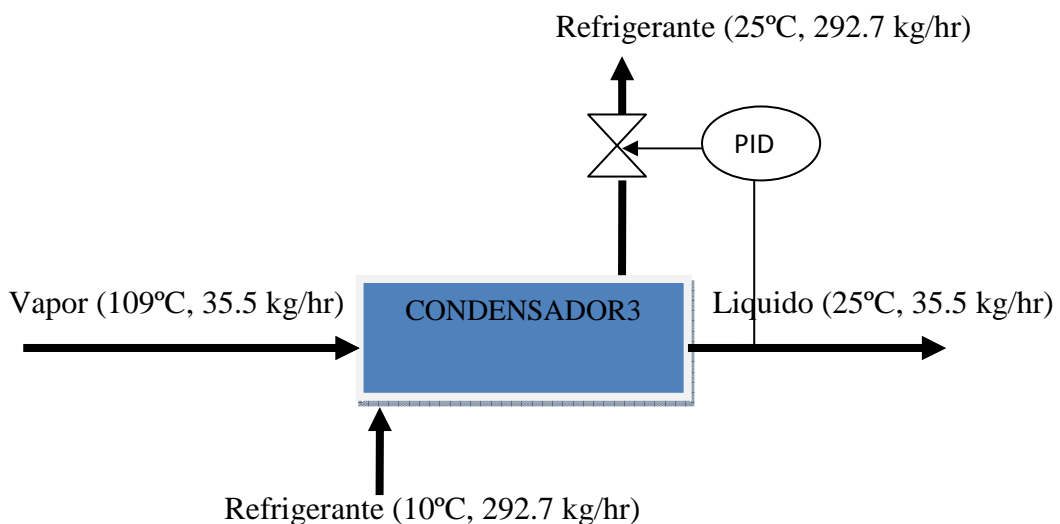 Refrigerante (25ºC, 292.7 kg/hr)
PID
Vapor (109ºC, 35.5 kg/hr)
CONDENSADOR3
Liquido (25ºC, 35.5 kg/hr)
Refrigerante (10ºC, 292.7 kg/hr)